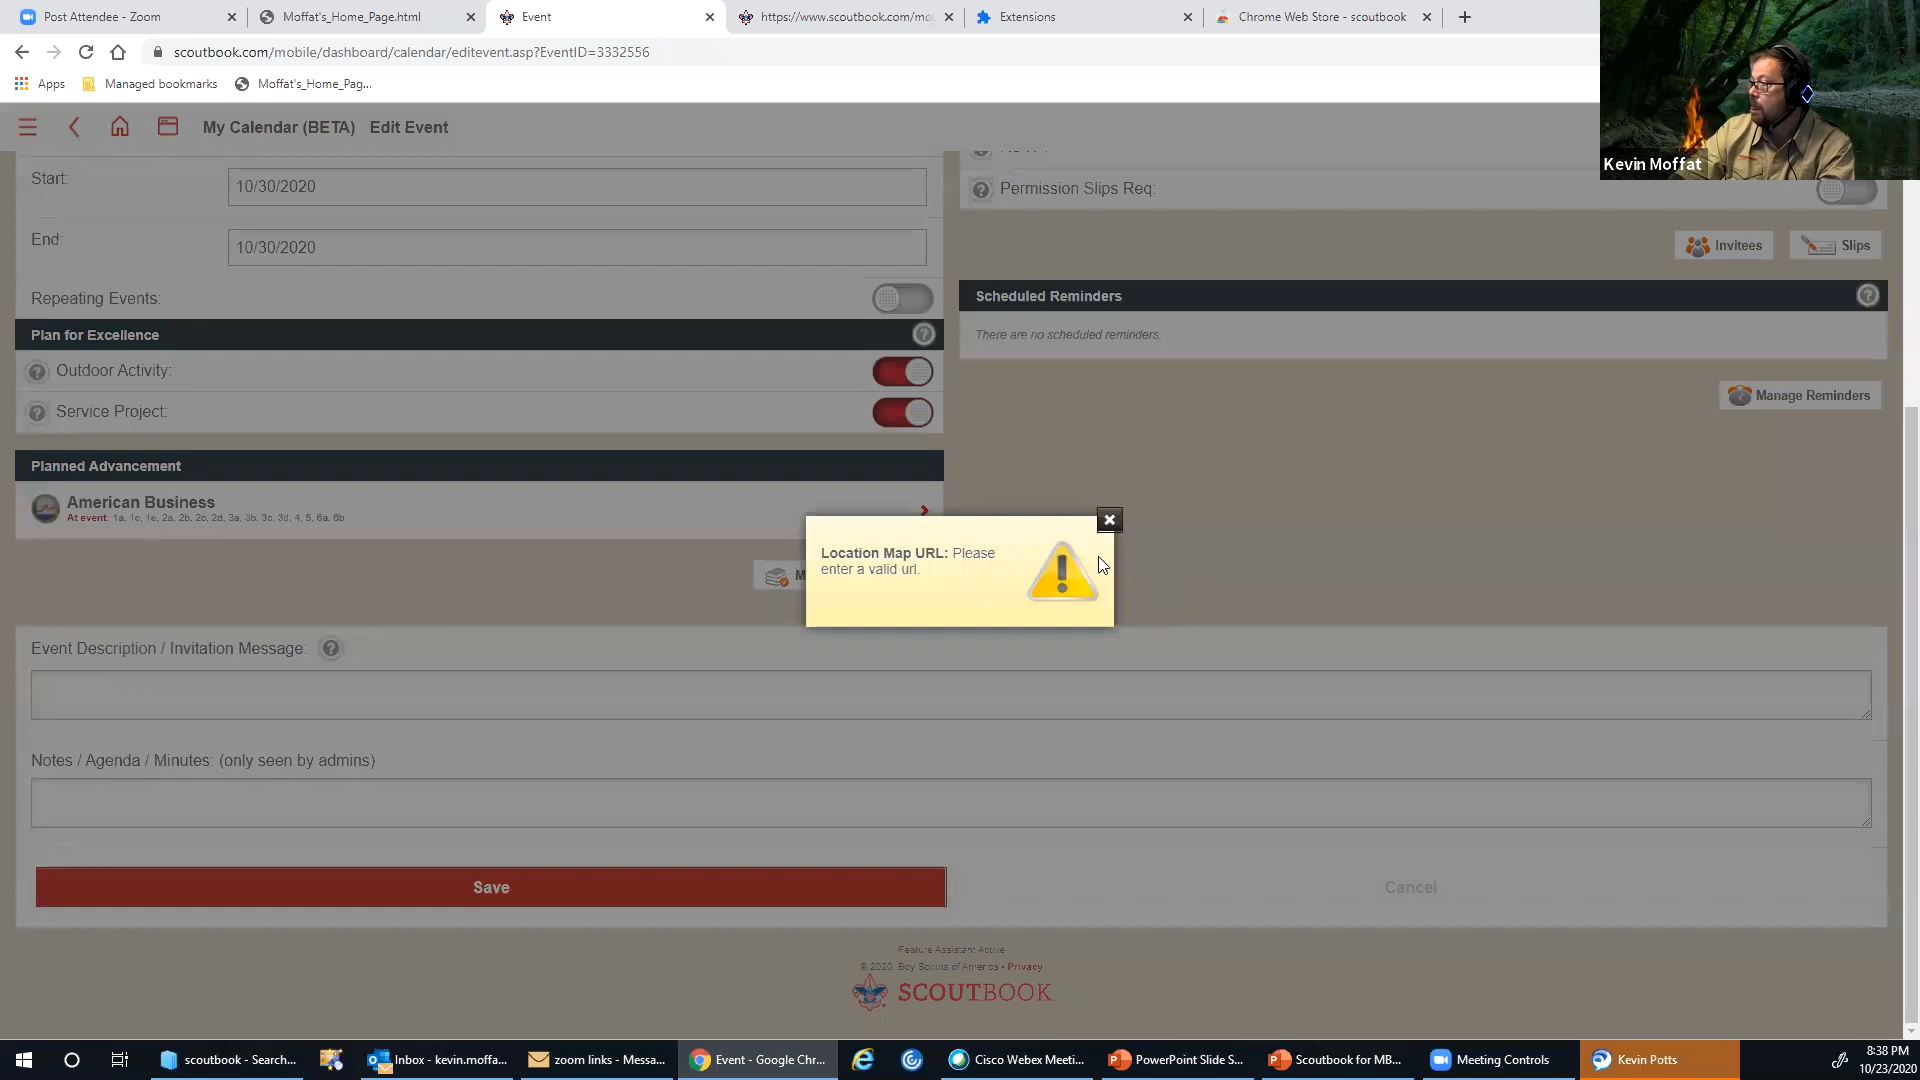 Post Attendee - Zoom
Moffat's_Home_Page.html
Event
https://www.scoutbook.com/mo
Extensions
Chrome Web Store - scoutbook
scoutbook.com/mobile/dashboard/calendar/editevent.asp?EventID=3332556
Apps
Managed bookmarks
Moffat's_Home_Pag...
Kevin Moffat
My Calendar (BETA)
Edit Event
Start:
10/30/2020
Permission Slips Req:
End:
10/30/2020
Invitees
Slips
Repeating Events:
Scheduled Reminders
Plan for Excellence
There are no scheduled reminders.
Outdoor Activity:
Service Project:
Manage Reminders
Planned Advancement
American Business
At event: 1a, 1c, 1e, 2a, 2b, 2c, 2d, 3a, 3b, 3c, 3d, 4, 5, 6a, 6b
Location Map URL: Please
enter a valid url.
M
Event Description / Invitation Message:
Notes / Agenda / Minutes: (only seen by admins)
Save
Cancel
Feature Assistant Active
© 2020 Boy Scouts of America • Privacy
SCOUTBOOK
scoutbook - Search...
Inbox - kevin.moffa...
zoom links - Messa...
Event - Google Chr...
Cisco Webex Meeti...
PowerPoint Slide S...
Scoutbook for MB...
Meeting Controls
Kevin Potts
8:38 PM
10/23/2020